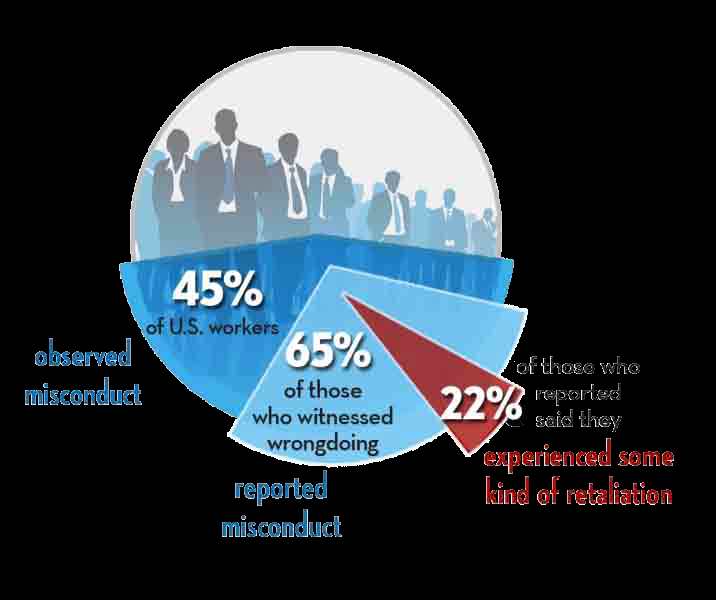 45%
of U.S. workers
observed
misconduct
65%
of those
who witnessed
wrongdoing
reported
misconduct
22%
of those who
reported
said they
experienced some
kind of retaliation